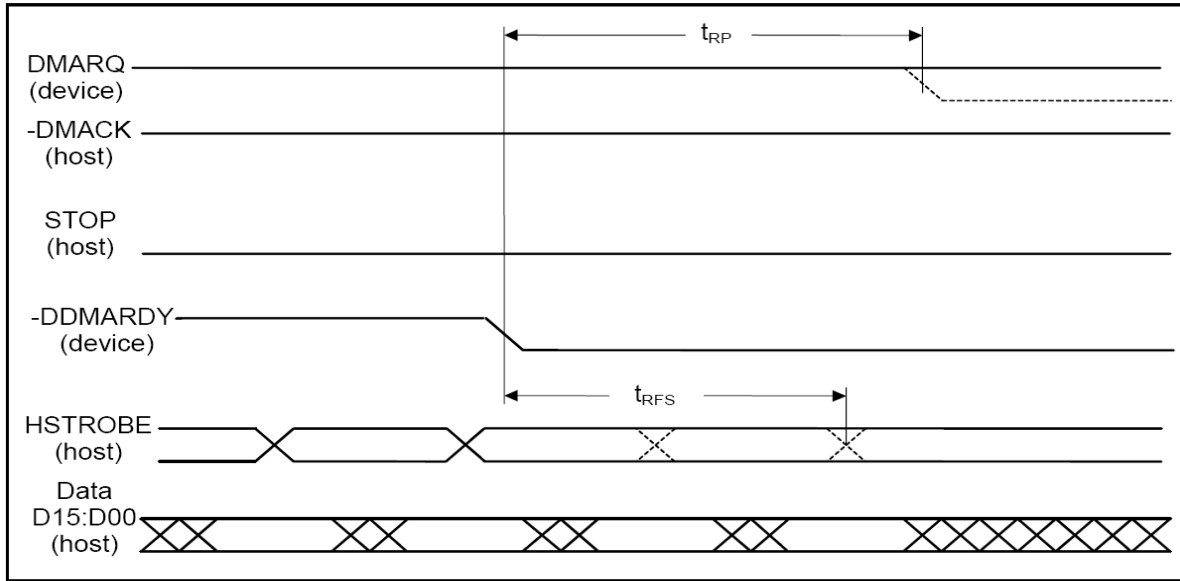 tRP
DMARQ
(device)
-DMACK
(host)
STOP
(host)
-DDMARDY
(device)
tRFS
HSTROBE
(host)
Data
D15:D00
(host)